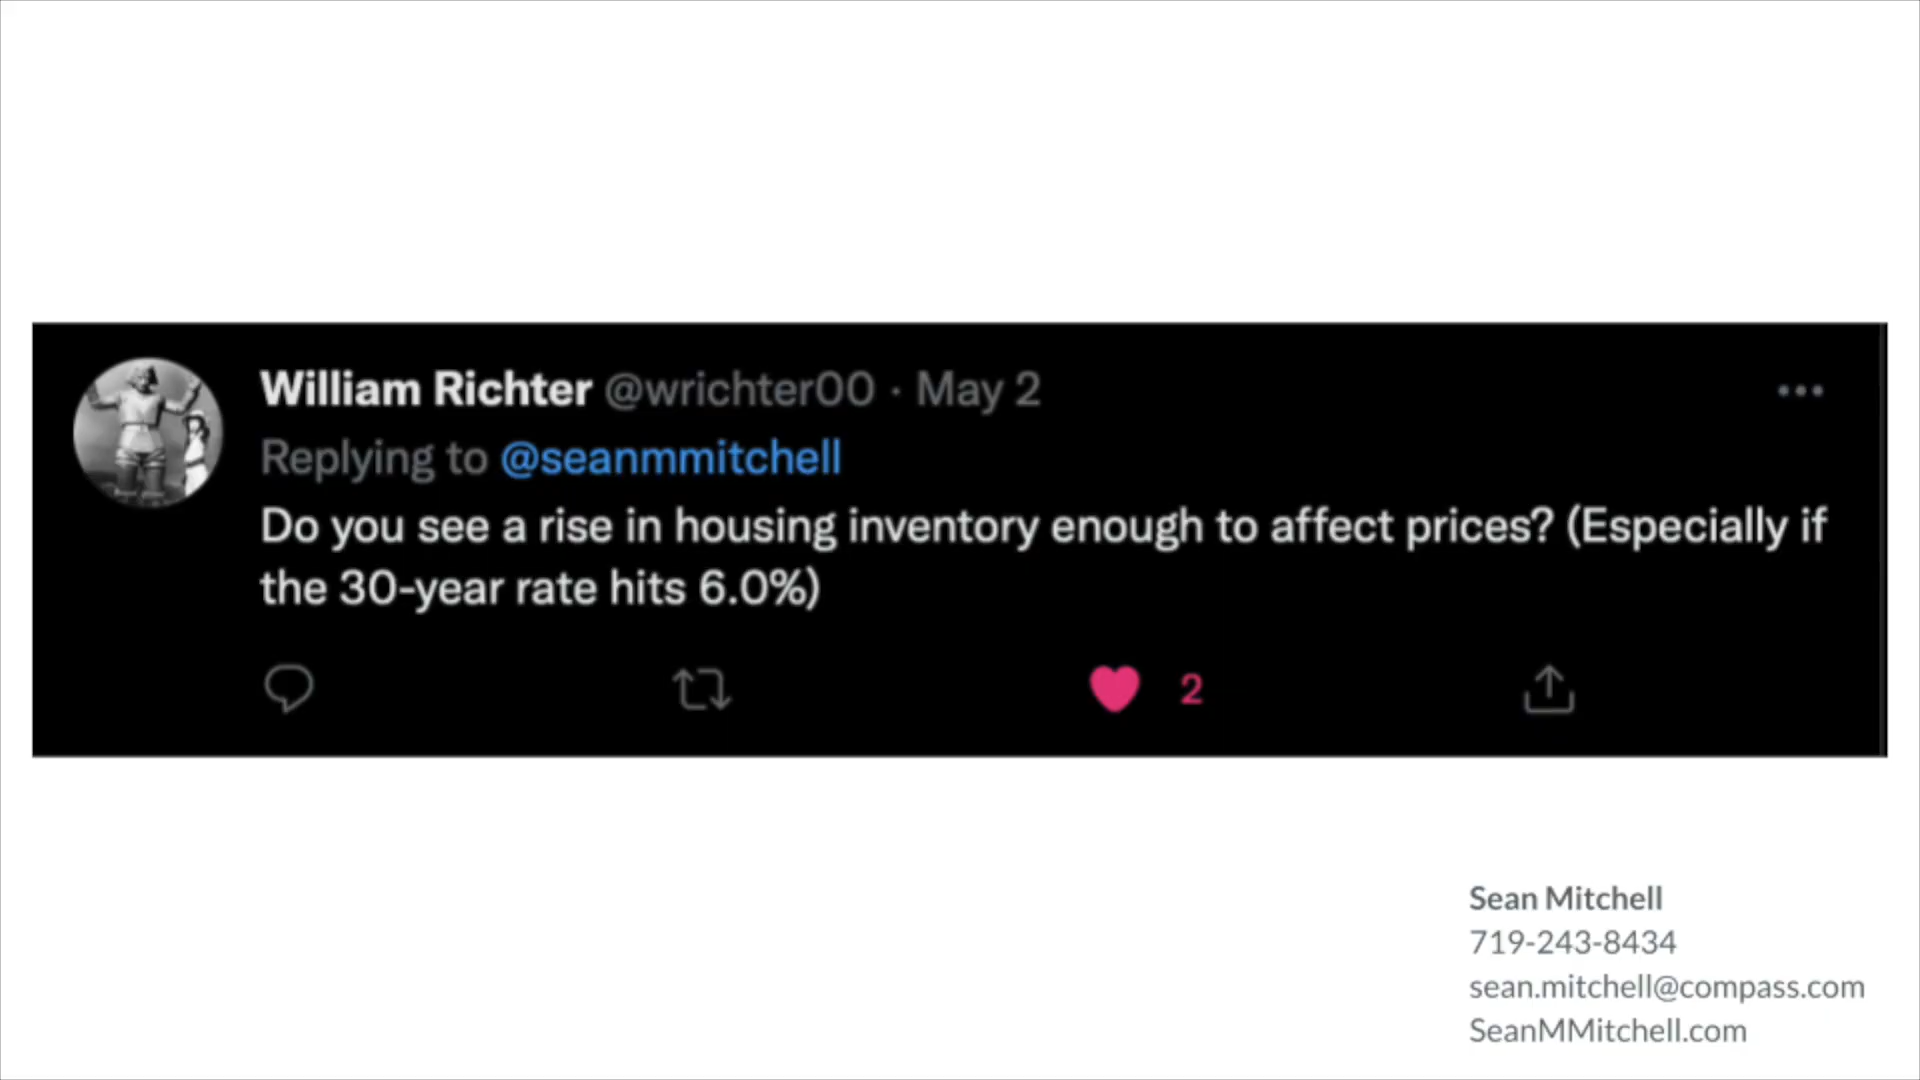 William Richter @wrichter00 · May 2
Replying to @seanmmitchell
Do you see a rise in housing inventory enough to affect prices? (Especially if
the 30-year rate hits 6.0%)
2
Sean Mitchell
719-243-8434
sean.mitchell@compass.com
SeanMMitchell.com